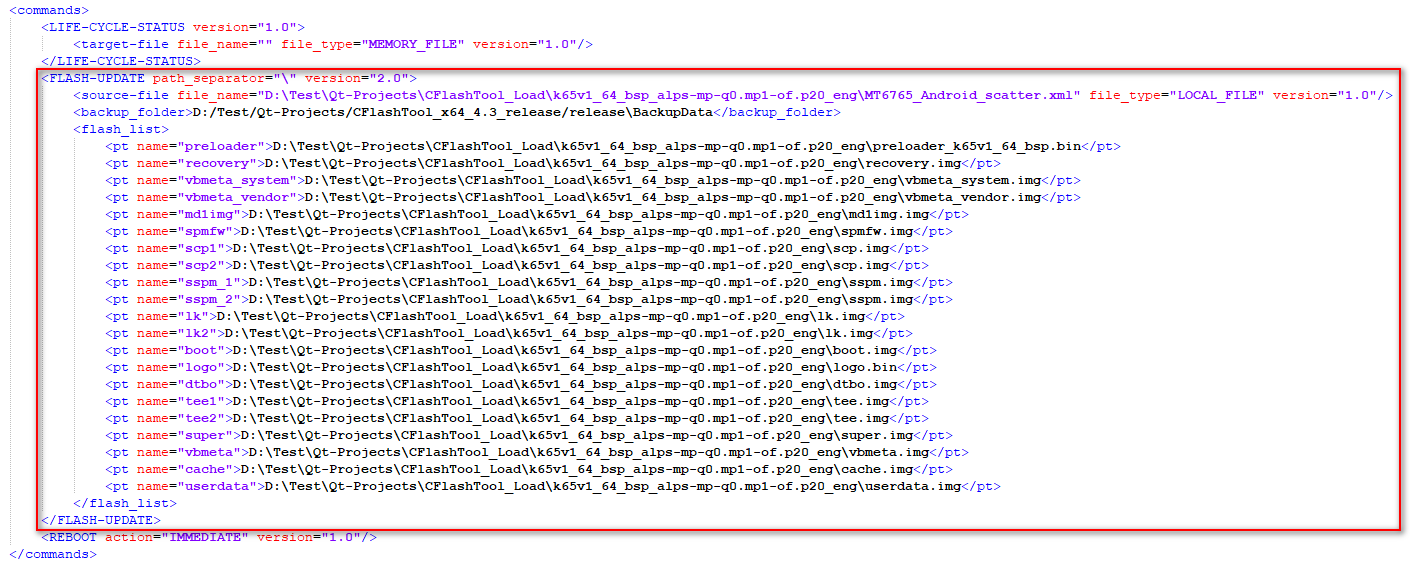 <commands>
<LIFE-CYCLE-STATUS version="1.0">
<target-file file_name="" file_type="MEMORY_FILE" version="1.0"/>
</LIFE-CYCLE-STATUS>
<FLASH-UPDATE path_separator="\" version="2.0">
<source-file file_name="D:\Test\Qt-Projects\CFlashTool_Load\k65v1_64_bsp_alps-mp-q0.mp1-of.p20_eng\MT6765_Android_scatter.xml" file_type="LOCAL_FILE" version="1.0"/>
<backup_folder>D:/Test/Qt-Projects/CFlashTool_x64_4.3_release/release\BackupData</backup_folder>
<flash_list>
<pt name="preloader">D:\Test\Qt-Projects\CFlashTool_Load\k65v1_64_bsp_alps-mp-q0.mp1-of.p20_eng\preloader_k65v1_64_bsp.bin</pt>
<pt name="recovery">D:\Test\Qt-Projects\CFlashTool_Load\k65v1_64_bsp_alps-mp-q0.mp1-of.p20_eng\recovery.img</pt>
<pt name="vbmeta_system">D:\Test\Qt-Projects\CFlashTool_Load\k65v1_64_bsp_alps-mp-q0.mp1-of.p20_eng\vbmeta_system.img</pt>
<pt name="vbmeta_vendor">D:\Test\Qt-Projects\CFlashTool_Load\k65v1_64_bsp_alps-mp-q0.mp1-of.p20_eng\vbmeta_vendor.img</pt>
<pt name="md1img">D:\Test\Qt-Projects\CFlashTool_Load\k65v1_64_bsp_alps-mp-q0.mp1-of.p20_eng\md1img.img</pt>
<pt name="spmfw">D:\Test\Qt-Projects\CFlashTool_Load\k65v1_64_bsp_alps-mp-q0.mp1-of.p20_eng\spmfw.img</pt>
<pt name="scp1">D:\Test\Qt-Projects\CFlashTool_Load\k65v1_64_bsp_alps-mp-q0.mp1-of.p20_eng\scp.img</pt>
<pt name="scp2">D:\Test\Qt-Projects\CFlashTool_Load\k65v1_64_bsp_alps-mp-q0.mp1-of.p20_eng\scp.img</pt>
<pt name="sspm_1">D:\Test\Qt-Projects\CFlashTool_Load\k65v1_64_bsp_alps-mp-q0.mp1-of.p20_eng\sspm.img</pt>
<pt name="sspm_2">D:\Test\Qt-Projects\CFlashTool_Load\k65v1_64_bsp_alps-mp-q0.mp1-of.p20_eng\sspm.img</pt>
<pt name="lk">D:\Test\Qt-Projects\CFlashTool_Load\k65v1_64_bsp_alps-mp-q0.mp1-of.p20_eng\lk.img</pt>
<pt name="lk2">D:\Test\Qt-Projects\CFlashTool_Load\k65v1_64_bsp_alps-mp-q0.mp1-of.p20_eng\lk.img</pt>
<pt name="boot">D:\Test\Qt-Projects\CFlashTool_Load\k65v1_64_bsp_alps-mp-q0.mp1-of.p20_eng\boot.img</pt>
<pt name="logo">D:\Test\Qt-Projects\CFlashTool_Load\k65v1_64_bsp_alps-mp-q0.mp1-of.p20_eng\logo.bin</pt>
<pt name="dtbo">D:\Test\Qt-Projects\CFlashTool_Load\k65v1_64_bsp_alps-mp-q0.mp1-of.p20_eng\dtbo.img</pt>
<pt name="tee1">D:\Test\Qt-Projects\CFlashTool_Load\k65v1_64_bsp_alps-mp-q0.mp1-of.p20_eng\tee.img</pt>
<pt name="tee2">D:\Test\Qt-Projects\CFlashTool_Load\k65v1_64_bsp_alps-mp-q0.mp1-of.p20_eng\tee.img</pt>
<pt name="super">D:\Test\Qt-Projects\CFlashTool_Load\k65v1_64_bsp_alps-mp-q0.mp1-of.p20_eng\super.img</pt>
<pt name="vbmeta">D:\Test\Qt-Projects\CFlashTool_Load\k65v1_64_bsp_alps-mp-q0.mp1-of.p20_eng\vbmeta.img</pt>
<pt name="cache">D:\Test\Qt-Projects\CFlashTool_Load\k65v1_64_bsp_alps-mp-q0.mp1-of.p20_eng\cache.img</pt>
<pt name="userdata">D:\Test\Qt-Projects\CFlashTool_Load\k65v1_64_bsp_alps-mp-q0.mp1-of.p20_eng\userdata.img</pt>
</flash_list>
</FLASH-UPDATE>
<REBOOT action="IMMEDIATE" version="1.0"/>
</commands>